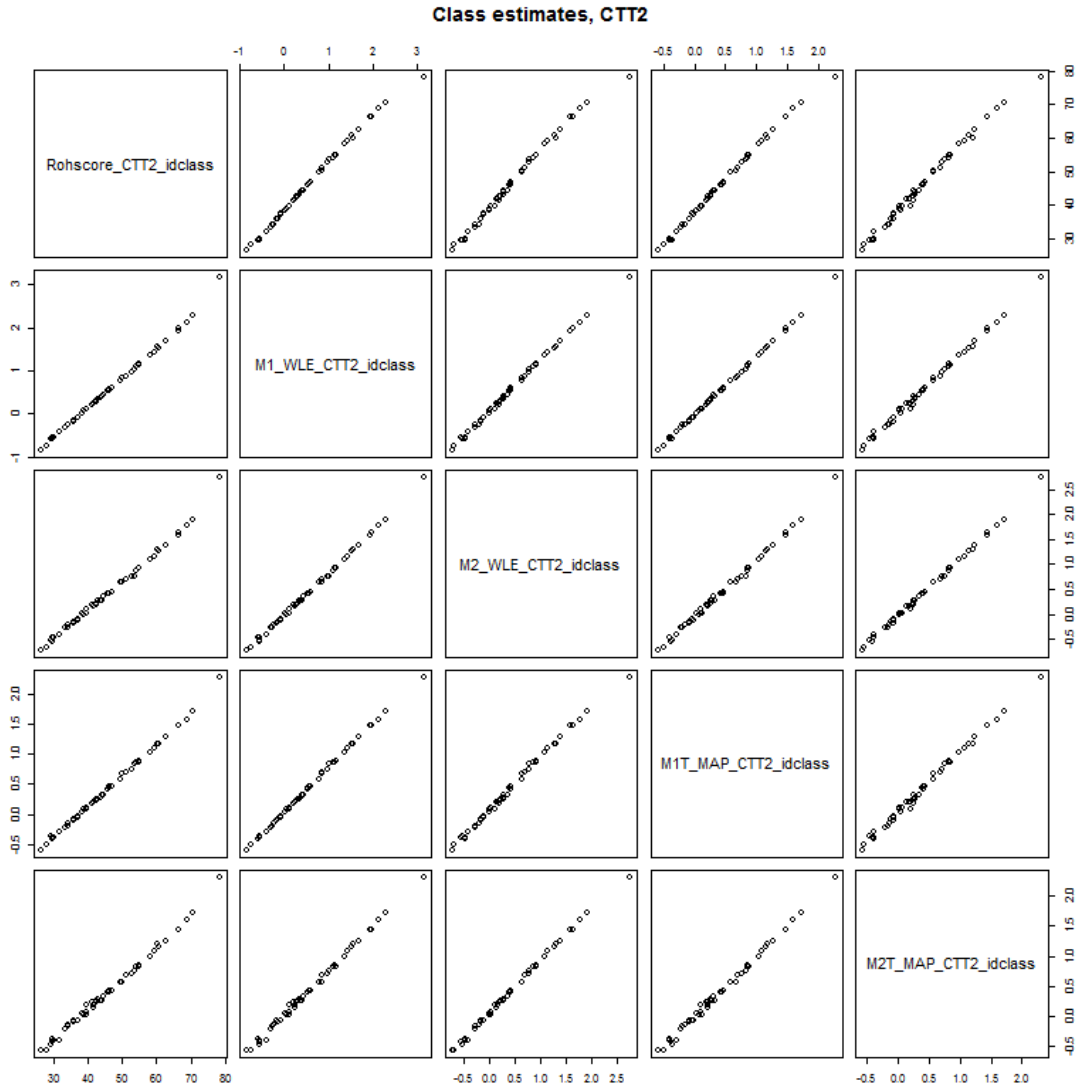 Class estimates, CTT2
-1 0 1 2 3 -0.5 0.0 0.5 1.0 2.0
Rohscore_CTT2_idclass 30 40 50 60 70 80
-1 0 1 2 3 M1_WLE_CTT2_idclass
M2_WLE_CTT2_idclass -0.5 0.0 0.5 1.0 1.5 2.0 2.5
-0.5 0.0 0.5 1.0 1.5 2.0 M1T_MAP_CTT2_idclass
M2T_MAP_CTT2_idclass -0.5 0.0 0.5 1.0 1.5 2.0
30 40 50 60 70 80 -0.5 0.0 0.5 1.0 1.5 2.0 2.5 -0.5 0.0 0.5 1.0 2.0